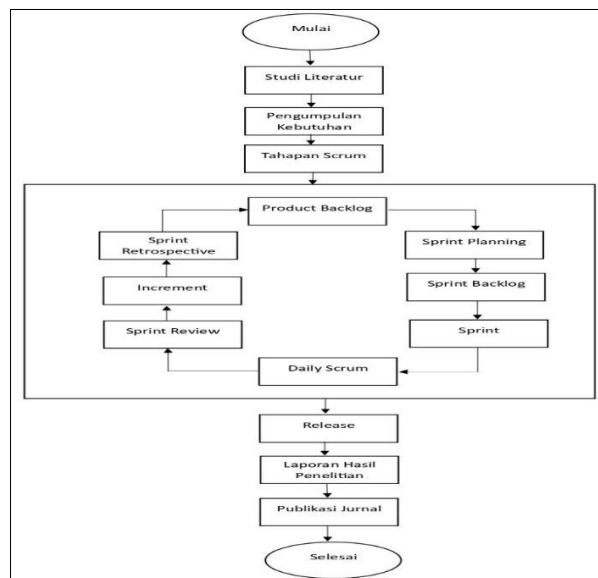 Mulai
Studi Literatur
Pengumpulan
Kebutuhan
Tahapan Scrum
Product Backlog
Sprint Planning
Sprint Backlog
Sprint
Daily Scrum
Sprint Review
Increment
Sprint
Retrospective
Release
Laporan Hasil
Penelitian
Publikasi Jurnal
Selesai